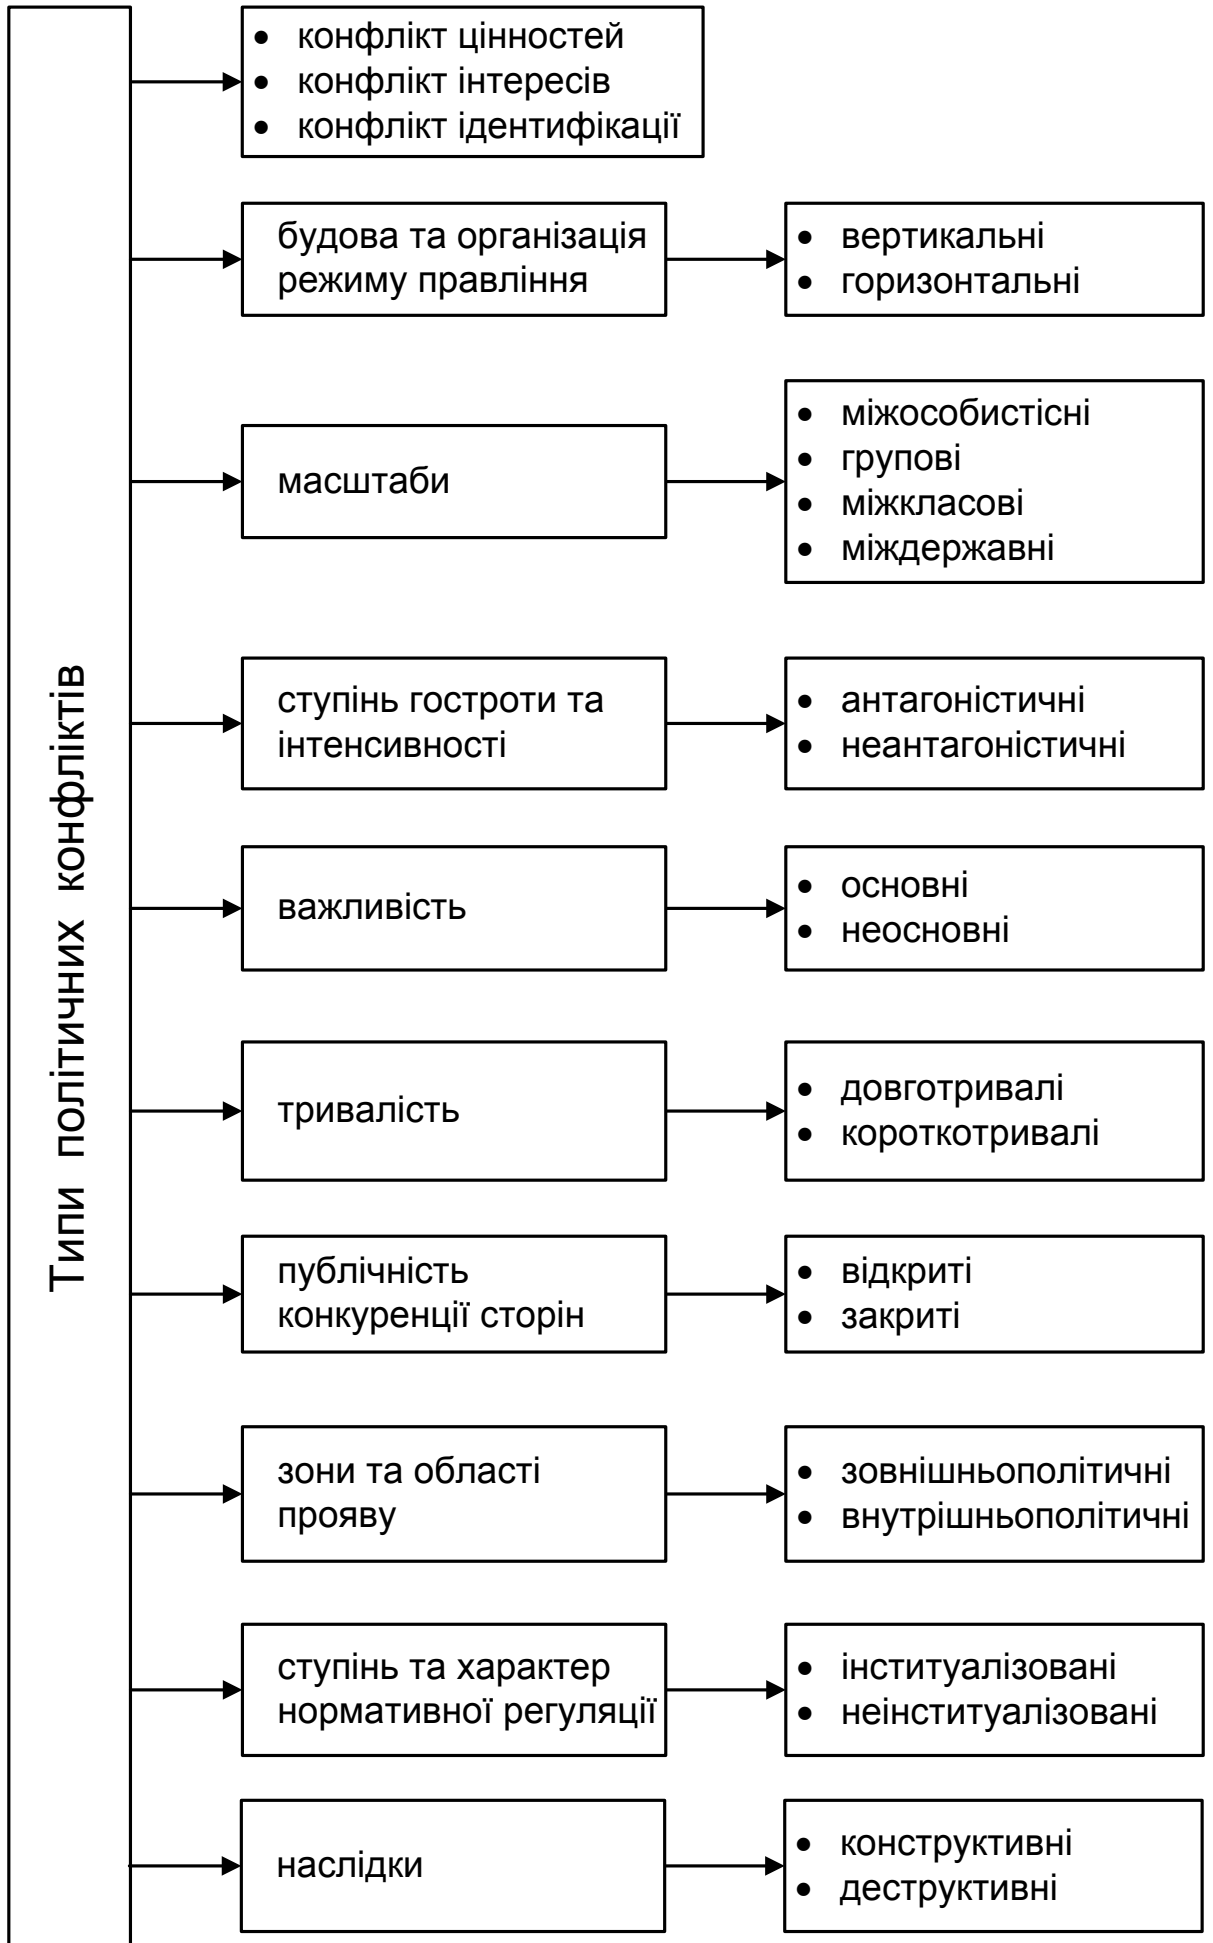 Типи політичних конфліктів
• конфлікт цінностей
• конфлікт інтересів
• конфлікт ідентифікації
будова та організація
режиму правління
• вертикальні
• горизонтальні
масштаби
• міжособистісні
• групові
• міжкласові
• міждержавні
ступінь гостроти та
інтенсивності
• антагоністичні
• неантагоністичні
важливість
• основні
• неосновні
тривалість
• довготривалі
• короткотривалі
публічність
конкуренції сторін
• відкриті
• закриті
зони та області
прояву
• зовнішньополітичні
• внутрішньополітичні
ступінь та характер
нормативної регуляції
• інституалізовані
• неінституалізовані
наслідки
• конструктивні
• деструктивні